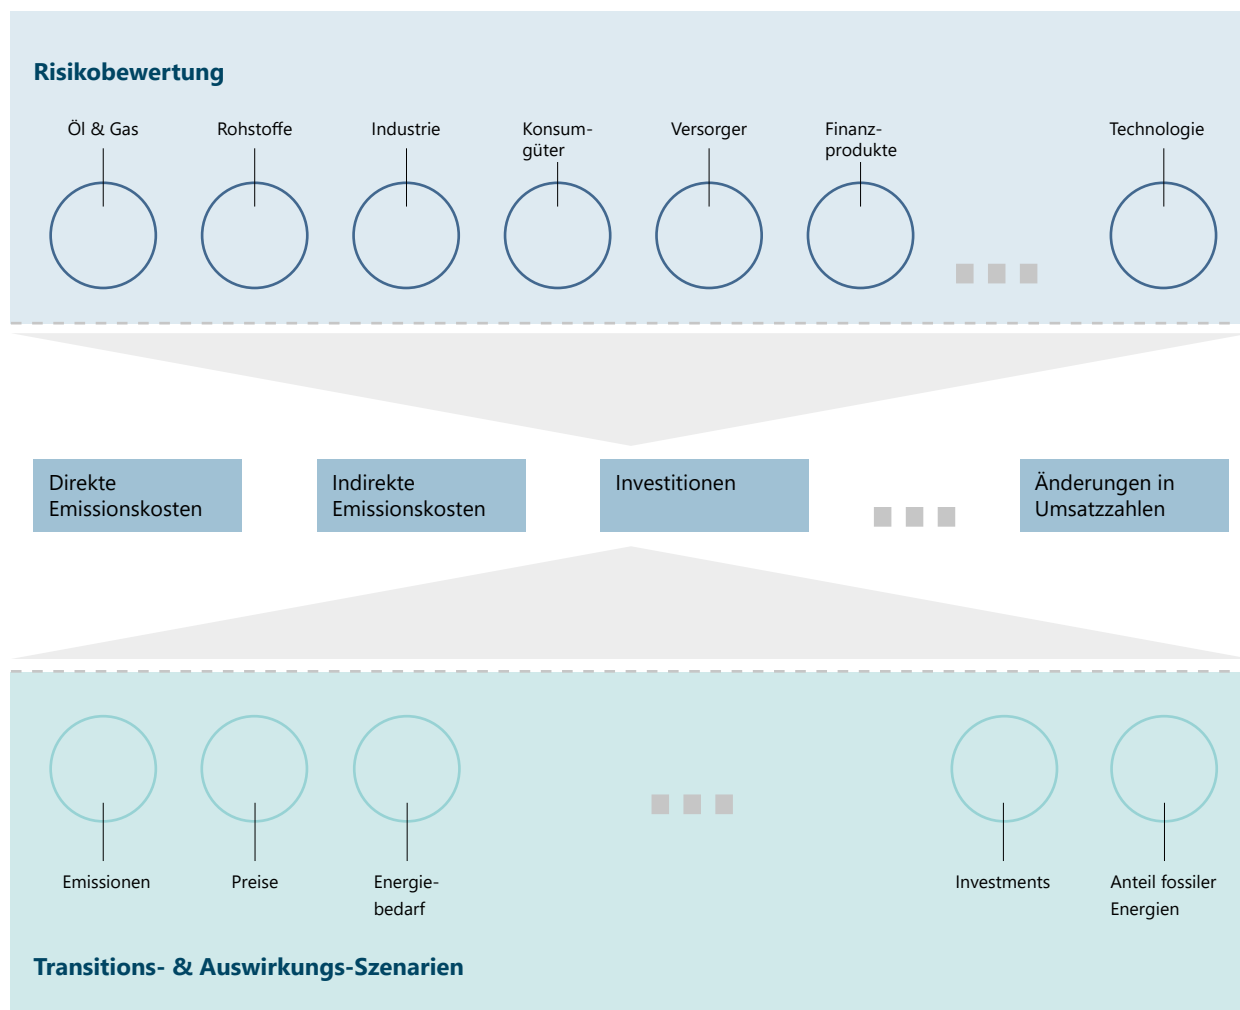 Risikobewertung
Öl & Gas
Rohstoffe
Industrie
Konsum-
güter
Versorger
Finanz-
produkte
Technologie
Direkte
Emissionskosten
Indirekte
Emissionskosten
Investitionen
Änderungen in
Umsatzzahlen
Emissionen
Preise
Energie-
bedarf
Investments
Anteil fossiler
Energien
Transitions- & Auswirkungs-Szenarien